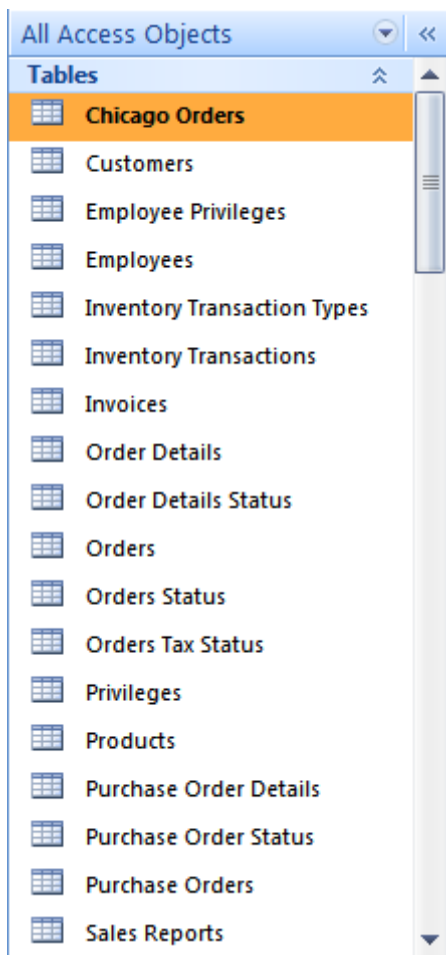 All Access Objects
Tables
Chicago Orders
Customers
Employee Privileges
Employees
Inventory Transaction Types
Inventory Transactions
Invoices
Order Details
Order Details Status
Orders
Orders Status
Orders Tax Status
Privileges
Products
Purchase Order Details
Purchase Order Status
Purchase Orders
Sales Reports